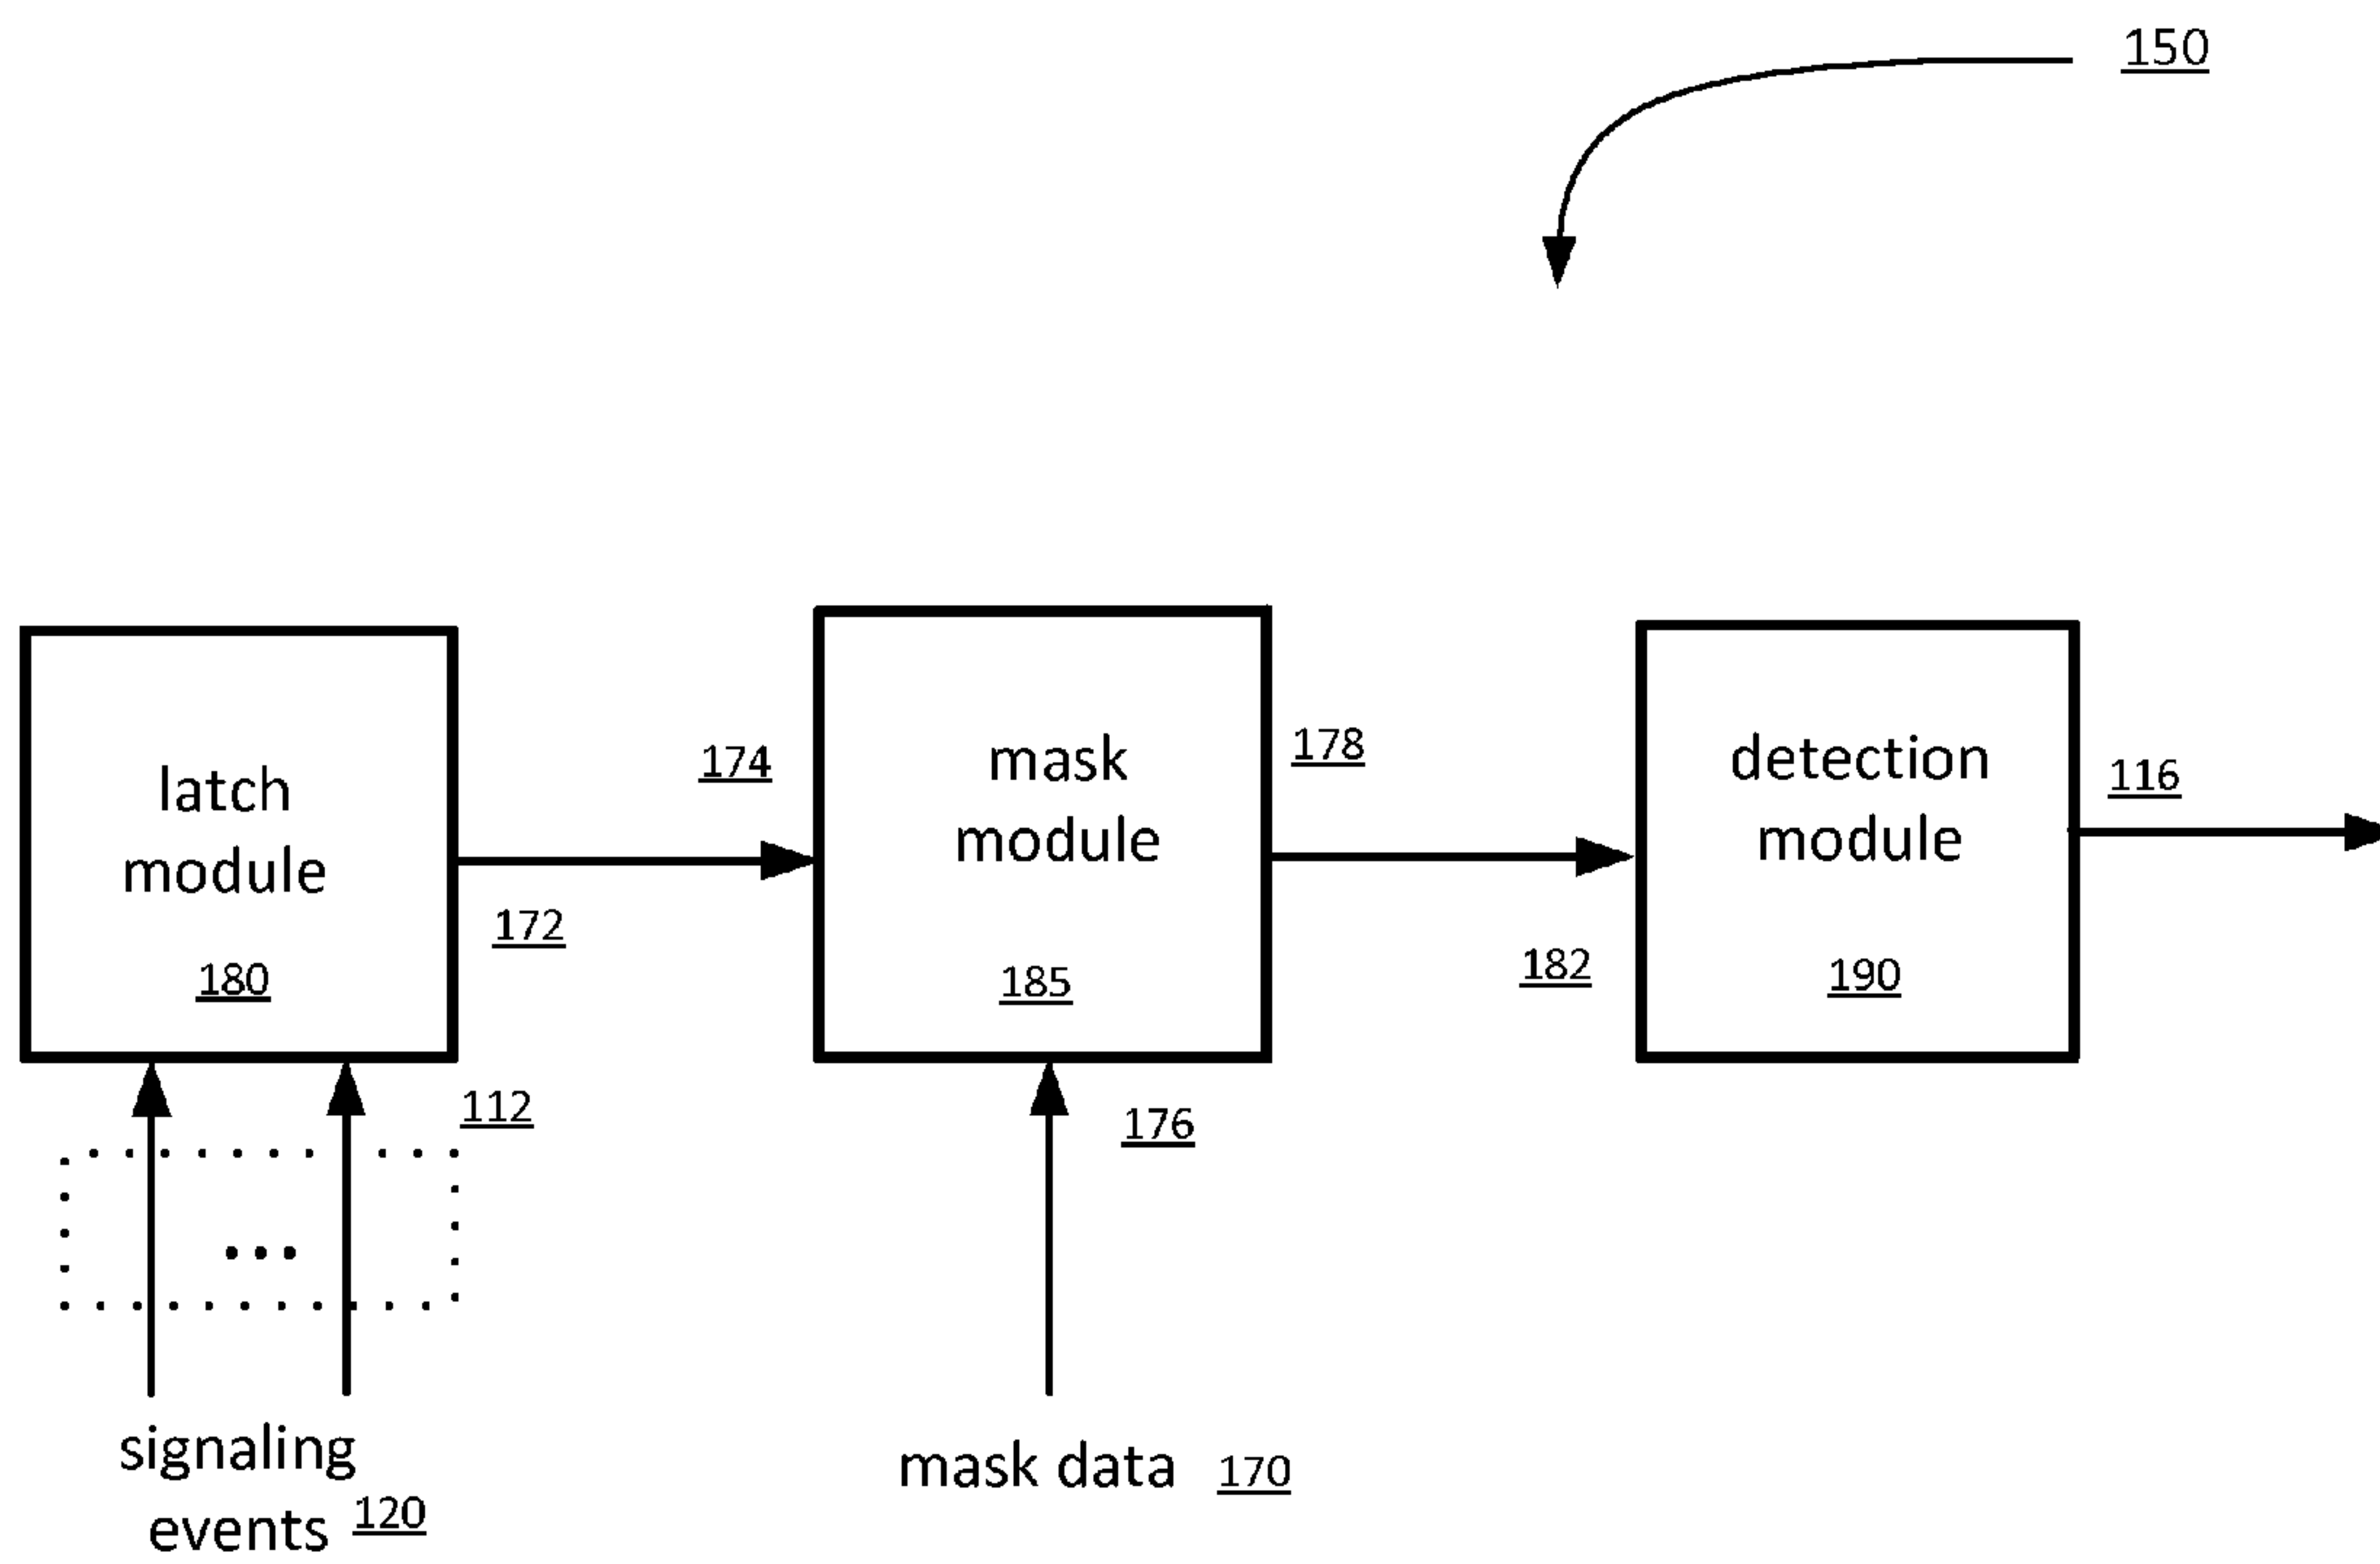 150
latch
module
180
172
174
mask
module
185
178
182
detection
module
190
116
112
176
signaling
events 120
mask data 170